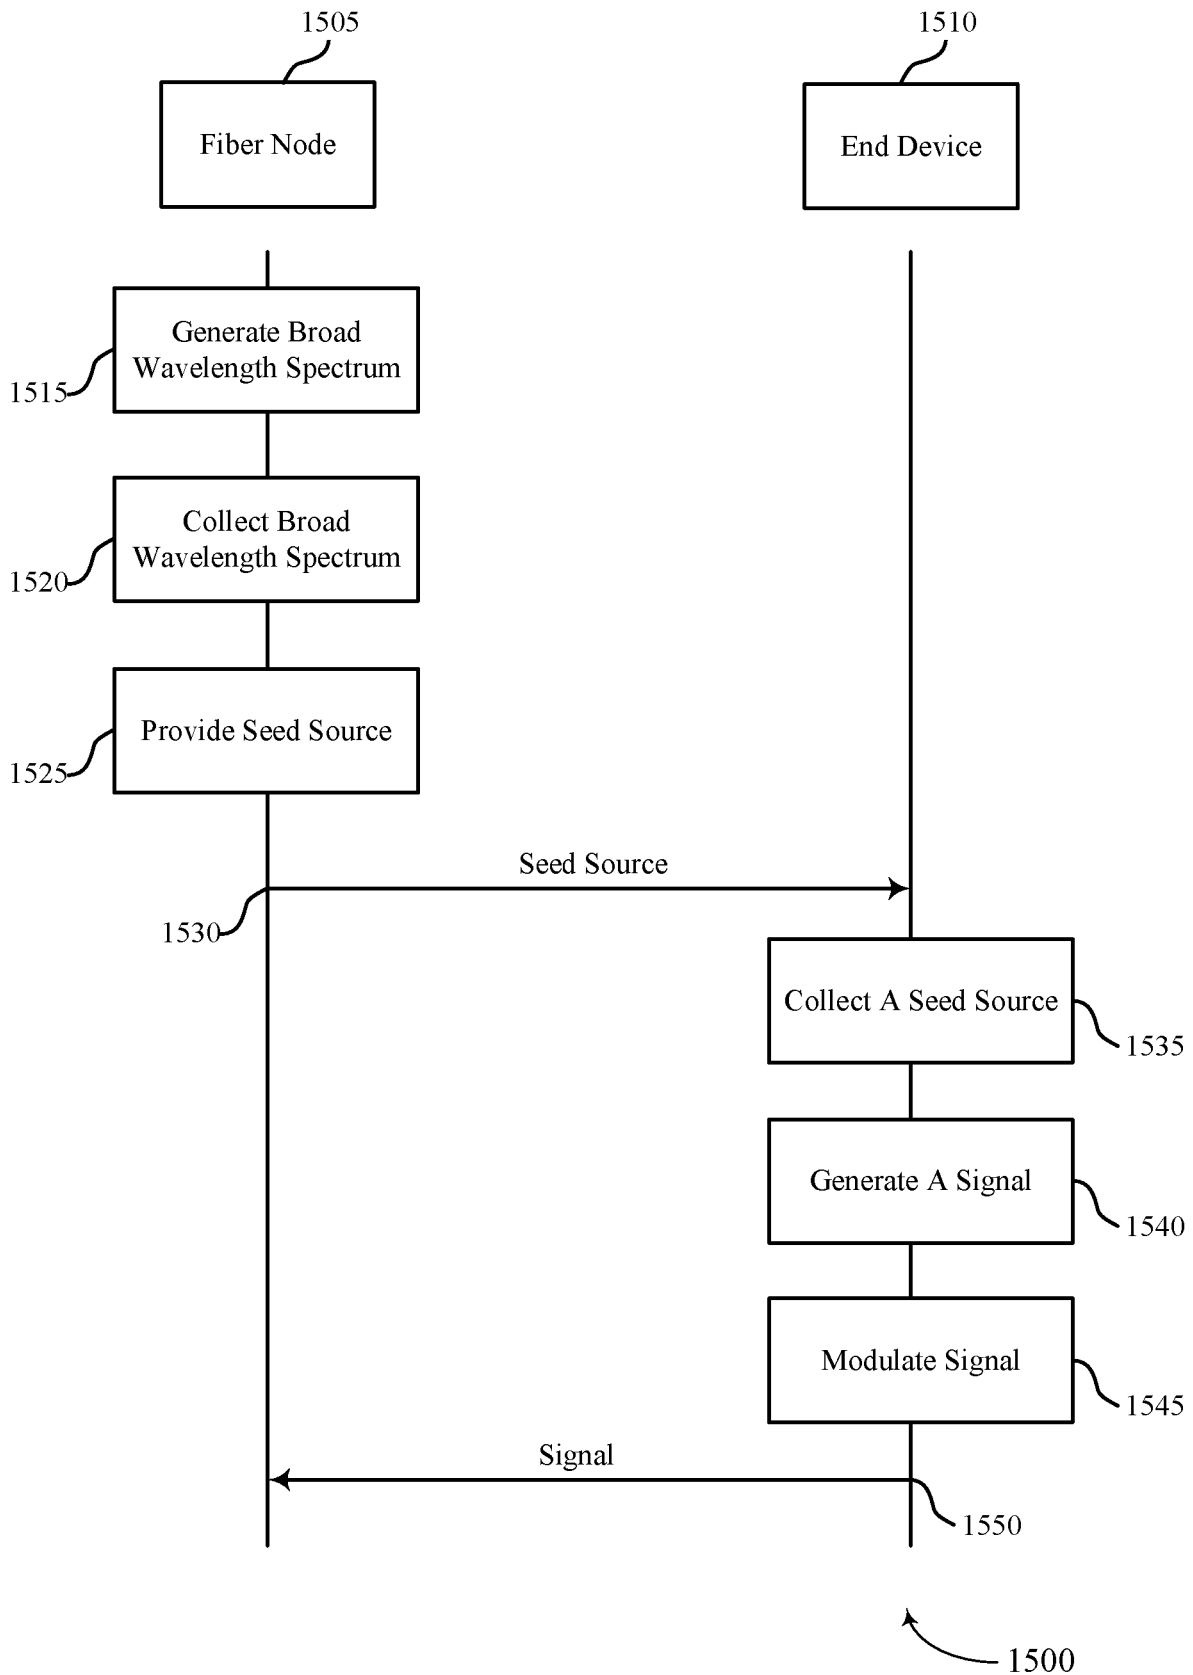 1505
1510
Fiber Node
End Device
Generate Broad
Wavelength Spectrum
1515
Collect Broad
Wavelength Spectrum
1520
Provide Seed Source
1525
Seed Source
1530
Collect A Seed Source
1535
Generate A Signal
1540
Modulate Signal
1545
Signal
1550
1500